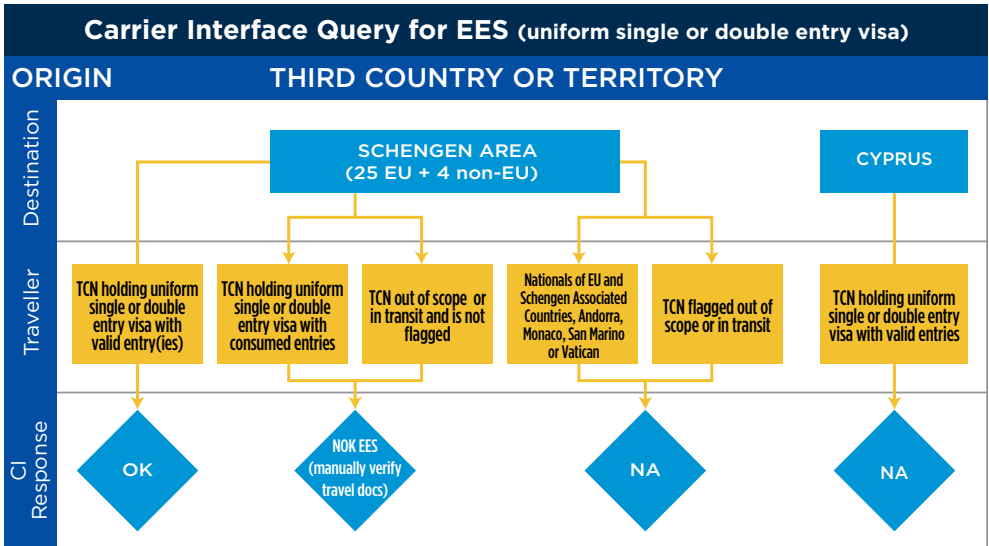 Carrier Interface Query for EES (uniform single or double entry visa)
ORIGIN
THIRD COUNTRY OR TERRITORY
Destination
SCHENGEN AREA
(25 EU + 4 non-EU)
CYPRUS
Traveller
TCN holding uniform
single or double
entry visa with
valid entry(ies)
TCN holding uniform
single or double
entry visa with
consumed entries
TCN out of scope or
in transit and is not
flagged
Nationals of EU and
Schengen Associated
Countries, Andorra,
Monaco, San Marino
or Vatican
TCN flagged out of
scope or in transit
TCN holding uniform
single or double entry
visa with valid entries
CI
Response
OK
NOK EES
(manually verify
travel docs)
NA
NA